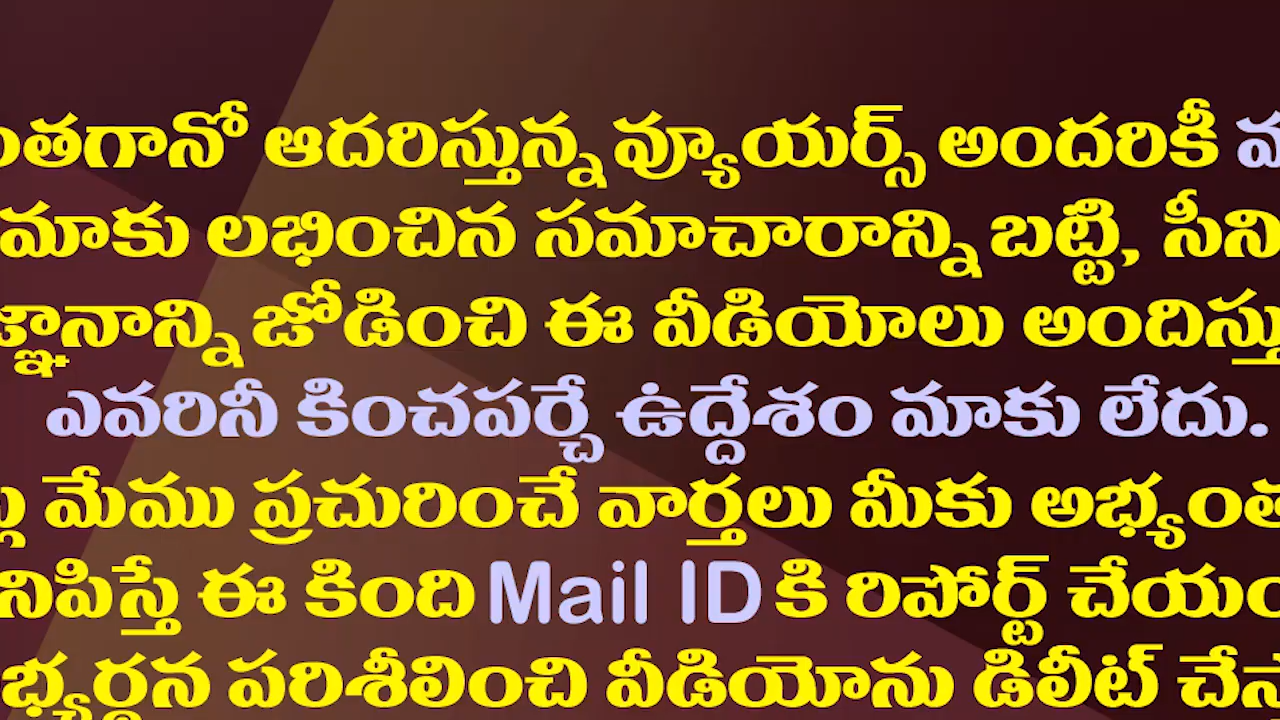 ఆదరిస్తున్న వ్యూయర్స్ అందరికీ
మాకు లభించిన సమాచారాన్ని బట్టి,
జోడించి ఈ వీడియోలు
ఎవరినీ కించపర్చే ఉద్దేశం మాకు లేదు.
మేము ప్రచురించే వార్తలు మీకు
ఈ కింది Mail ID కి రిపోర్ట్
పరిశీలించి వీడియోను డిలీట్